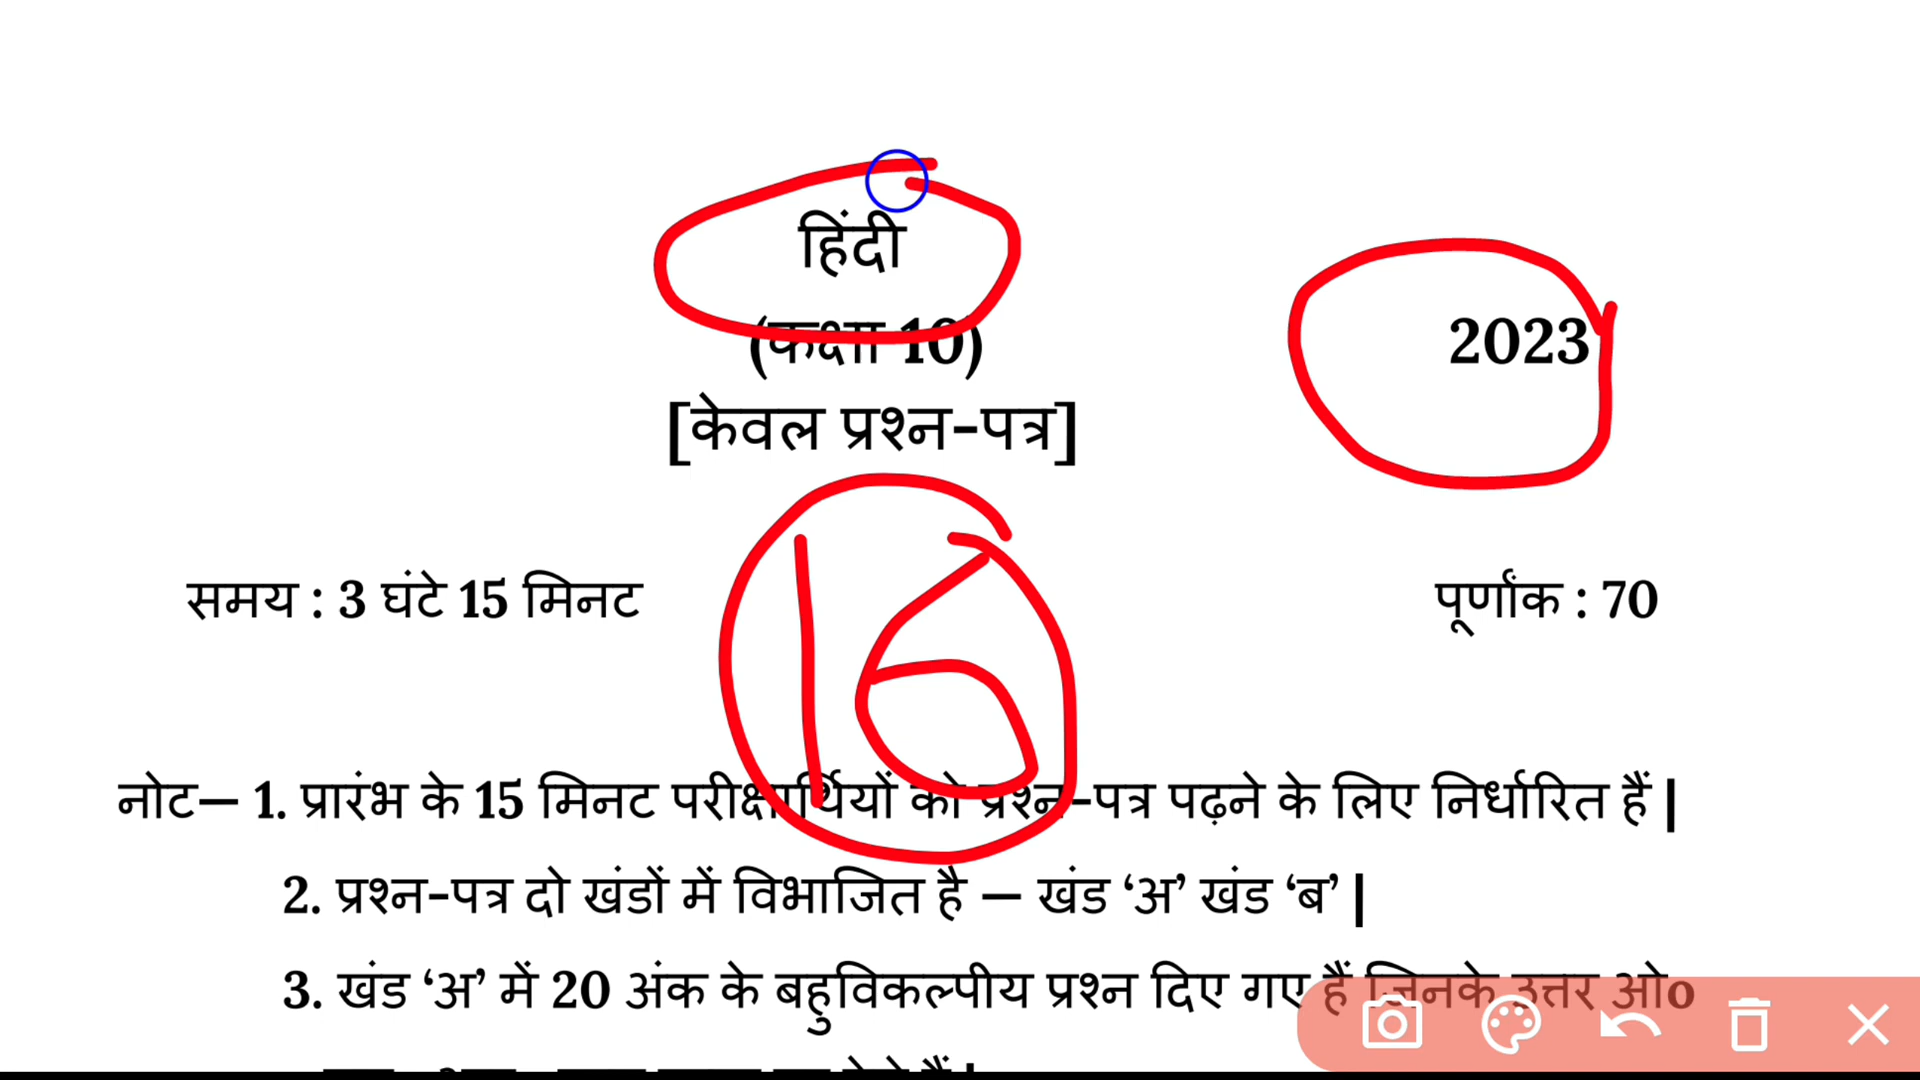 हिंदी
(कक्षा 10) 2023
[केवल प्रश्न-पत्र]
16
समय : 3 घंटे 15 मिनट पूर्णांक : 70
नोट— 1. प्रारंभ के 15 मिनट परीक्षार्थियों को प्रश्न-पत्र पढ़ने के लिए निर्धारित हैं|
2. प्रश्न-पत्र दो खंडों में विभाजित है — खंड ‘अ’ खंड ‘ब’|
3. खंड ‘अ’ में 20 अंक के बहुविकल्पीय प्रश्न दिए गए हैं जिनके उत्तर ओ०